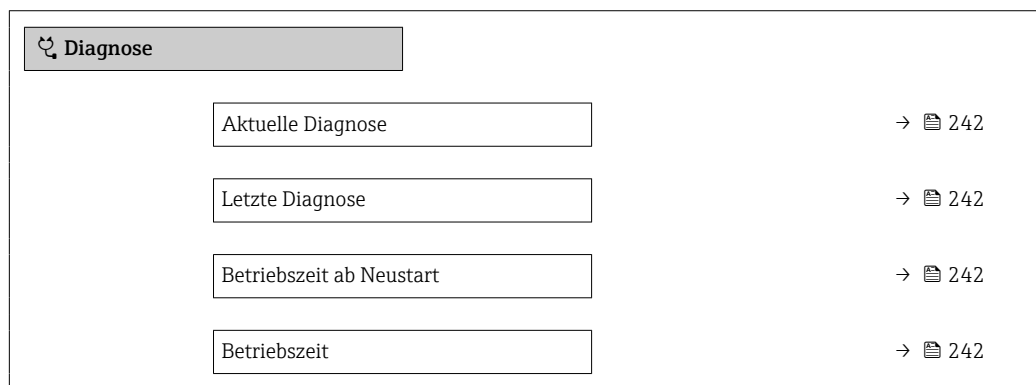 Diagnose
Aktuelle Diagnose → 242
Letzte Diagnose → 242
Betriebszeit ab Neustart → 242
Betriebszeit → 242